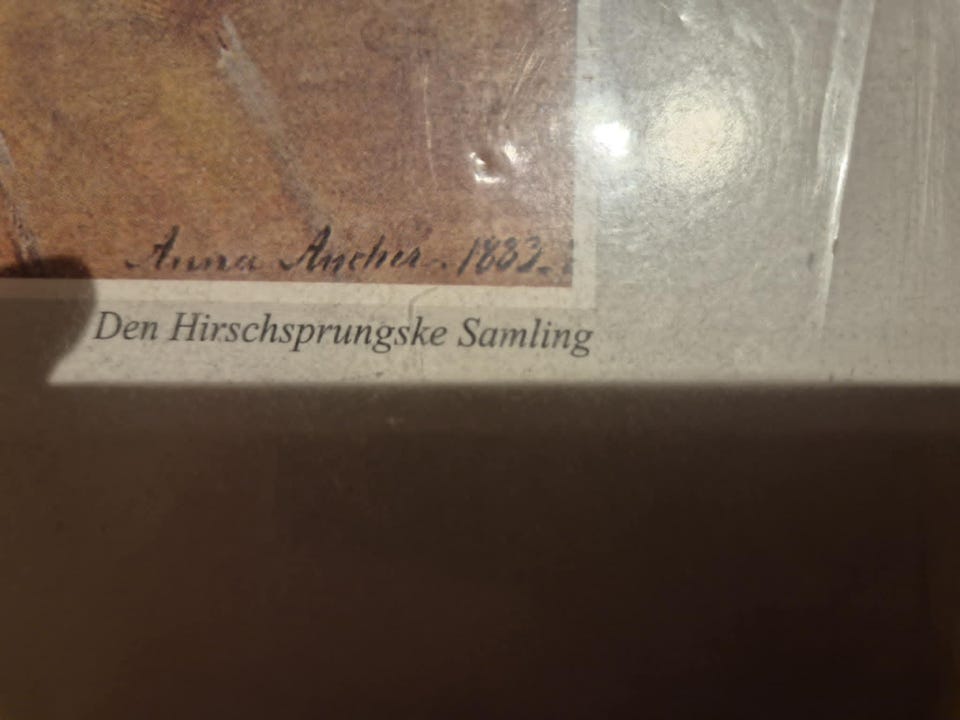 Anna Ancher. 1883.
Den Hirschsprungske Samling